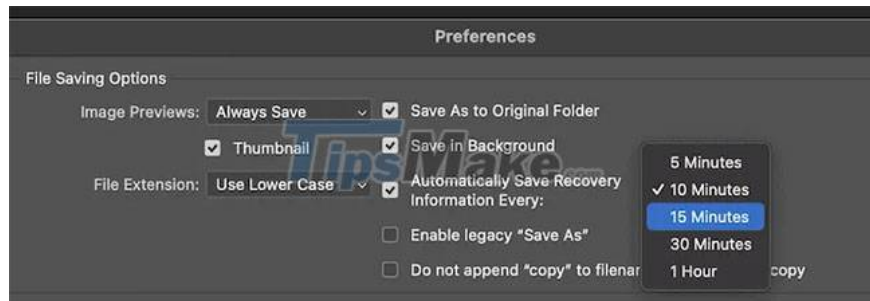 Preferences
File Saving Options
Image Previews: Always Save
Save As to Original Folder
Thumbnail
Save in Background
File Extension: Use Lower Case
Automatically Save Recovery
Information Every:
Enable legacy "Save As"
Do not append "copy" to filenam
copy
5 Minutes
✓ 10 Minutes
15 Minutes
30 Minutes
1 Hour
TipsMake.com